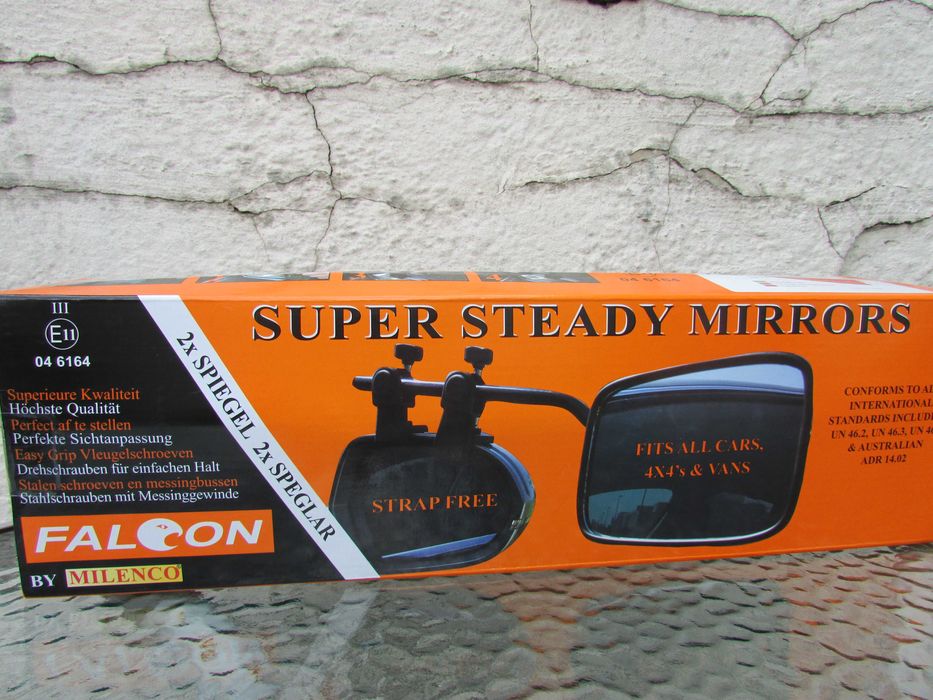 04 6164
III
E11
04 6164
Superieure Kwaliteit
Höchste Qualität
Perfect af te stellen
Perfekte Sichtanpassung
Easy Grip Vleugelschroeven
Drehschrauben für einfachen Halt
Stalen schroeven en messingbussen
Stahlschrauben mit Messinggewinde
FALCON
BY MILENCO
2x SPIEGEL 2x SPEGLAR
SUPER STEADY MIRRORS
STRAP FREE
FITS ALL CARS,
4X4's & VANS
CONFORMS TO
INTERNATIONAL
STANDARDS
UN 46.2, UN 46.3, UN
& AUSTRALIAN
ADR 14.02